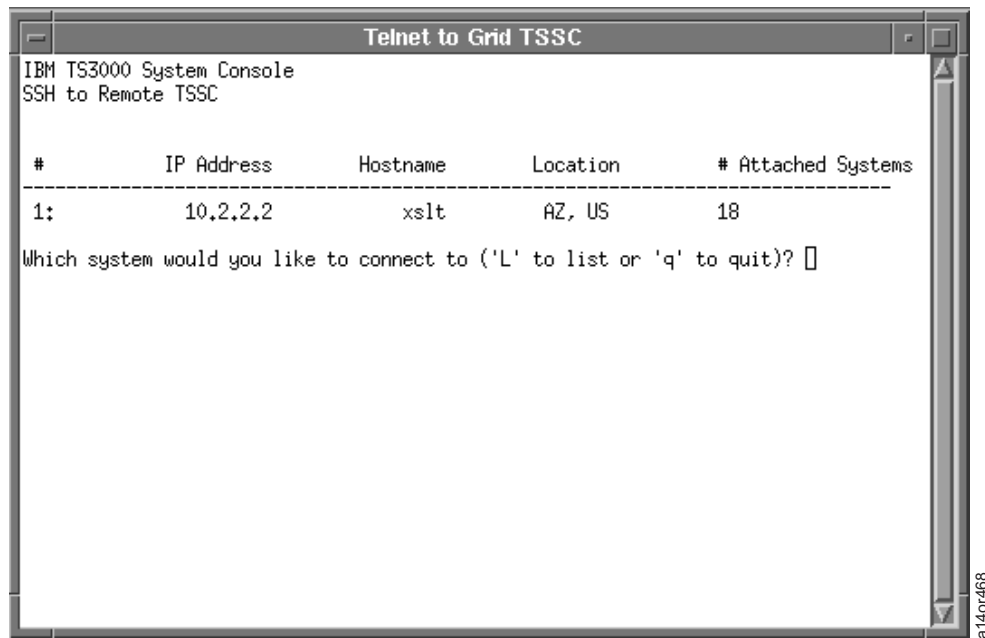 Telnet to Grid TSSC
IBM TS3000 System Console
SSH to Remote TSSC
# IP Address Hostname Location # Attached Systems
--------------------------------------------------------------------------------
1: 10.2.2.2 xslt AZ, US 18
Which system would you like to connect to ('L' to list or 'q' to quit)?
a14or468